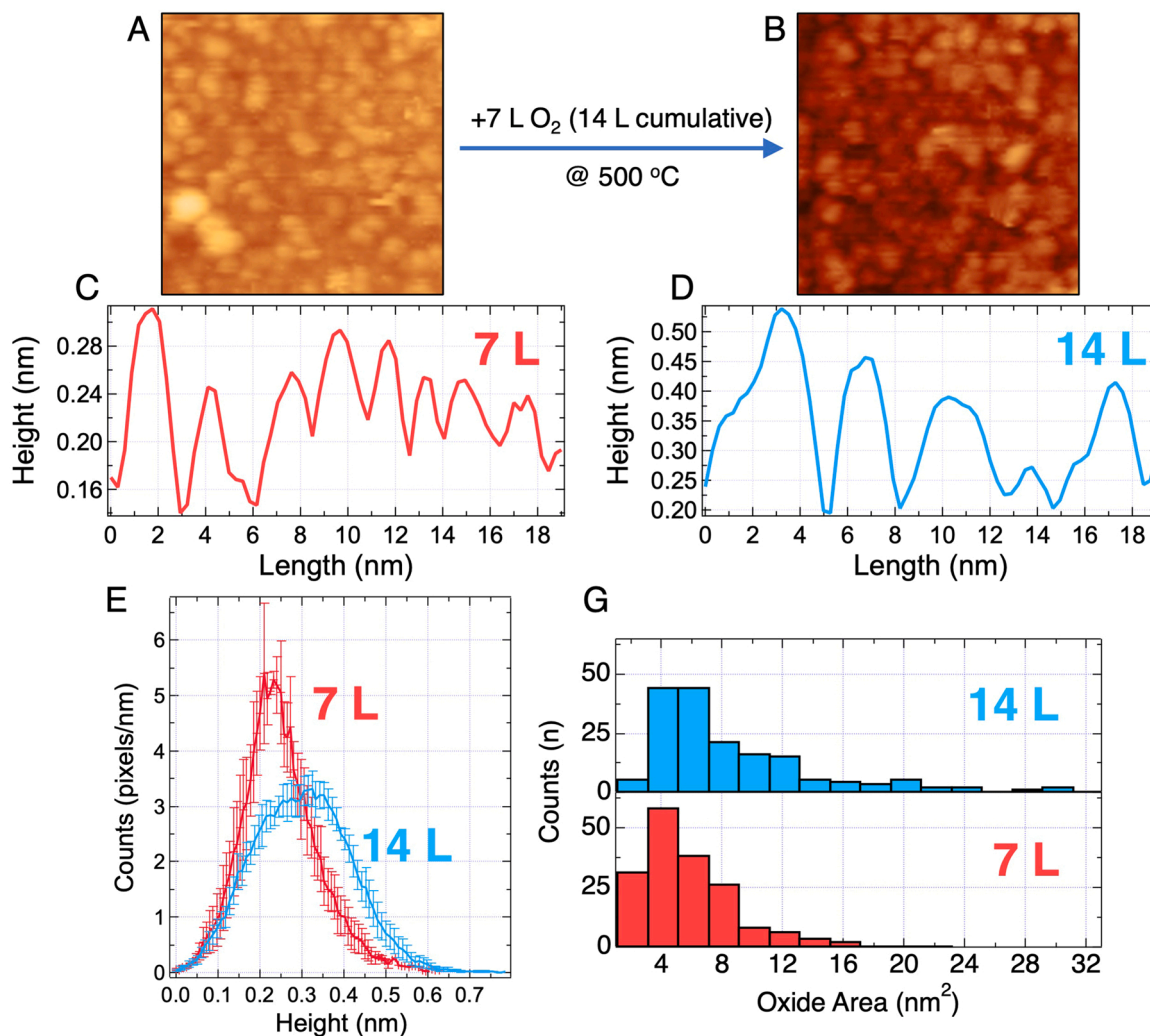 A
B
+7 L O2 (14 L cumulative)
@ 500 °C
C
D
7 L
14 L
Height (nm)
0.28
0.24
0.20
0.16
0 2 4 6 8 10 12 14 16 18
Length (nm)
Height (nm)
0.50
0.45
0.40
0.35
0.30
0.25
0.20
0 2 4 6 8 10 12 14 16 18
Length (nm)
E
G
7 L
14 L
Counts (pixels/nm)
6
5
4
3
2
1
0
0.0 0.1 0.2 0.3 0.4 0.5 0.6 0.7
Height (nm)
14 L
7 L
Counts (n)
50
25
0
50
25
0
4 8 12 16 20 24 28 32
Oxide Area (nm2)